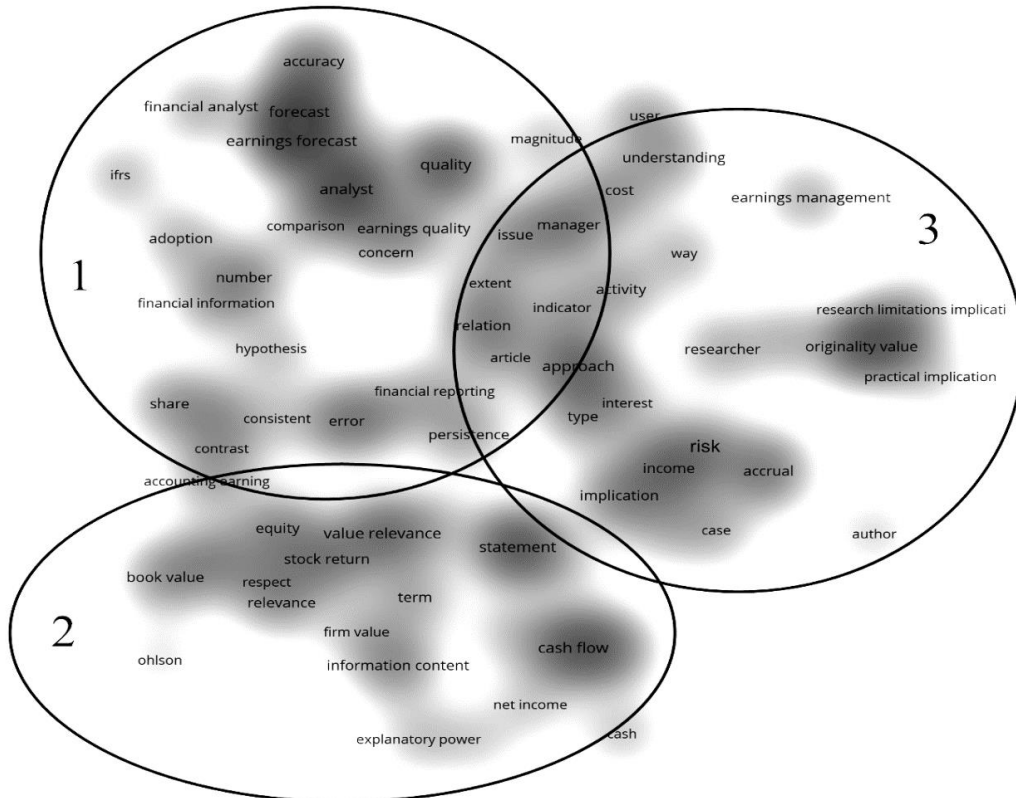 accuracy
financial analyst
forecast
earnings forecast
user
magnitude
understanding
quality
ifrs
analyst
cost
earnings management
comparison
earnings quality
issue
manager
3
adoption
concern
way
1
number
extent
activity
financial information
indicator
research limitations implicati
relation
hypothesis
article
researcher
originality value
approach
practical implication
financial reporting
share
interest
consistent
error
type
persistence
contrast
risk
income
accrual
accounting earning
implication
equity
value relevance
case
author
statement
stock return
book value
respect
relevance
term
2
firm value
cash flow
ohlson
information content
net income
explanatory power
cash